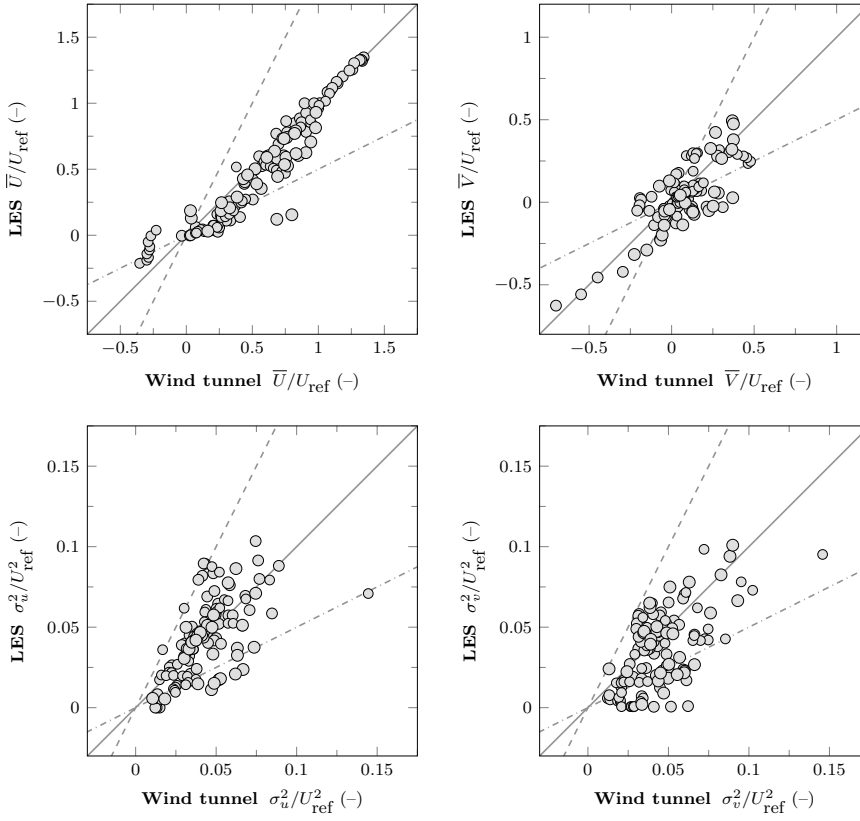 1.5
1
0.5
0
−0.5
LES U̅/U_ref (–)
−0.5 0 0.5 1 1.5
Wind tunnel U̅/U_ref (–)
1
0.5
0
−0.5
LES V̅/U_ref (–)
−0.5 0 0.5 1
Wind tunnel V̅/U_ref (–)
0.15
0.1
0.05
0
LES σ_u^2/U_ref^2 (–)
0 0.05 0.1 0.15
Wind tunnel σ_u^2/U_ref^2 (–)
0.15
0.1
0.05
0
LES σ_v^2/U_ref^2 (–)
0 0.05 0.1 0.15
Wind tunnel σ_v^2/U_ref^2 (–)